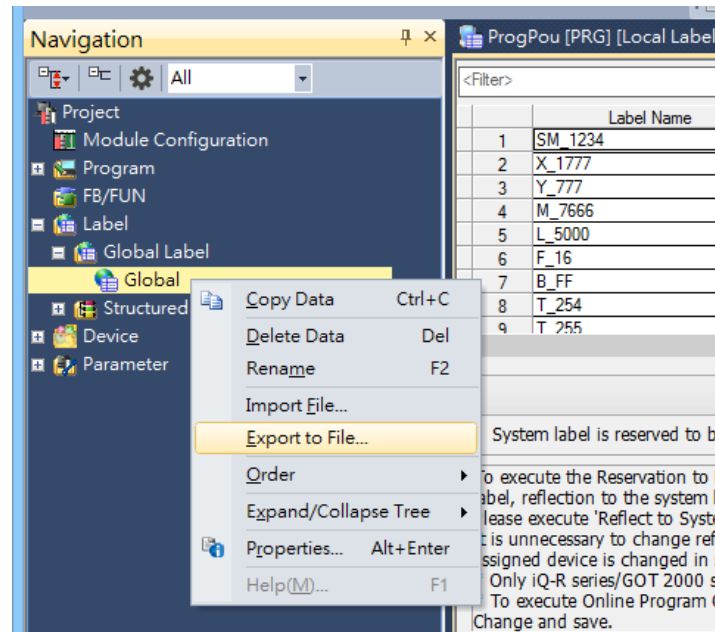 Navigation
All
Project
Module Configuration
Program
FB/FUN
Label
Global Label
Global
Structured
Device
Parameter
Copy Data Ctrl+C
Delete Data Del
Rename F2
Import File...
Export to File...
Order
Expand/Collapse Tree
Properties... Alt+Enter
Help(M)... F1
ProgPou [PRG] [Local Label
<Filter>
Label Name
1 SM_1234
2 X_1777
3 Y_777
4 M_7666
5 L_5000
6 F_16
7 B_FF
8 T_254
9 T_255
System label is reserved to b
o execute the Reservation to
abel, reflection to the system
lease execute 'Reflect to Syste
t is unnecessary to change ref
ssigned device is changed in
Only iQ-R series/GOT 2000 s
* To execute Online Program
Change and save.